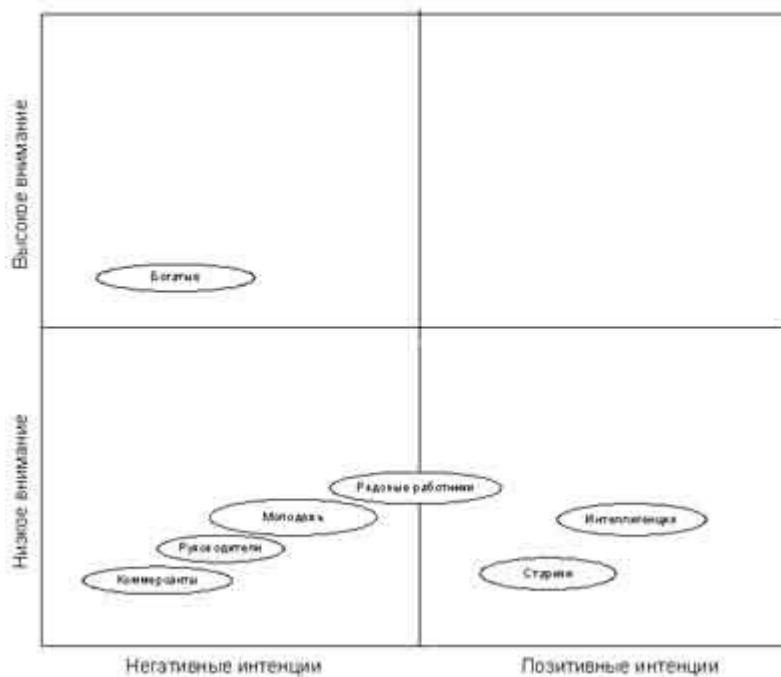 Высокое внимание
Богатые
Низкое внимание
Рядовые работники
Молодежь
Интеллигенция
Руководители
Старики
Коммерсанты
Негативные интенции
Позитивные интенции